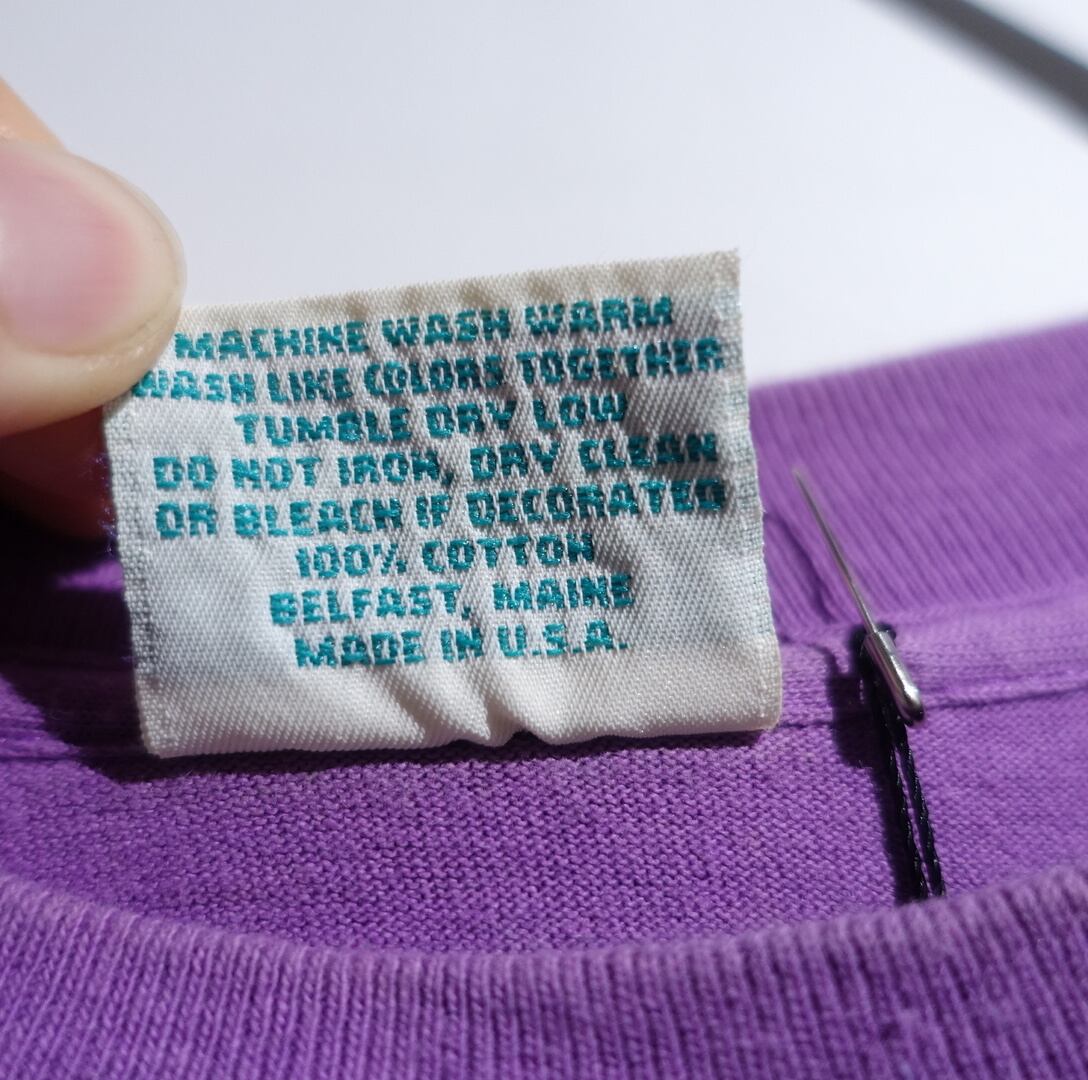 MACHINE WASH WARM
WASH LIKE COLORS TOGETHER
TUMBLE DRY LOW
DO NOT IRON, DRY CLEAN
OR BLEACH IF DECORATED
100% COTTON
BELFAST, MAINE
MADE IN U.S.A.